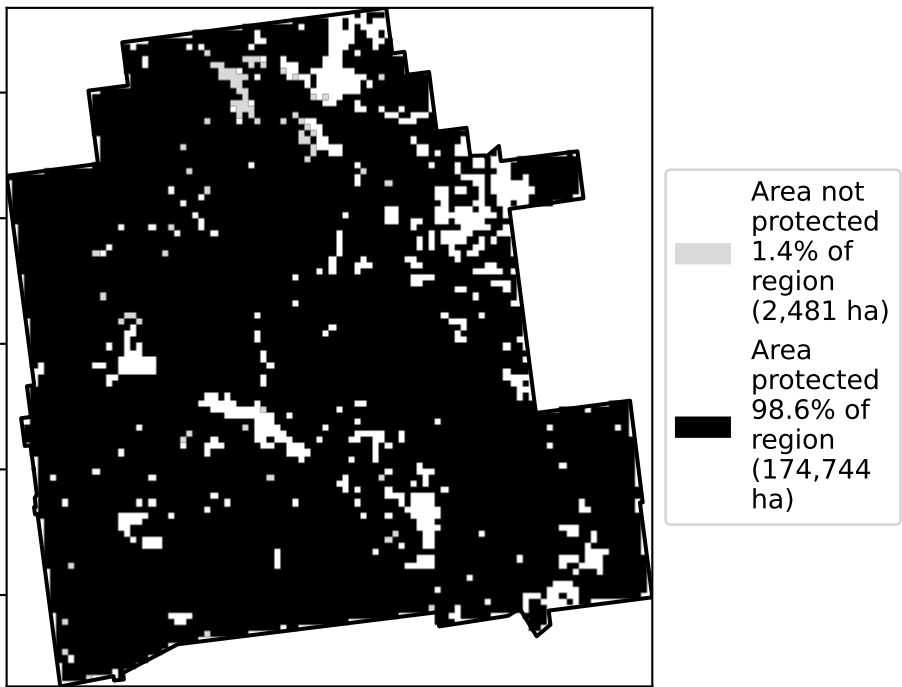 Area not
protected
1.4% of
region
(2,481 ha)
Area
protected
98.6% of
region
(174,744
ha)